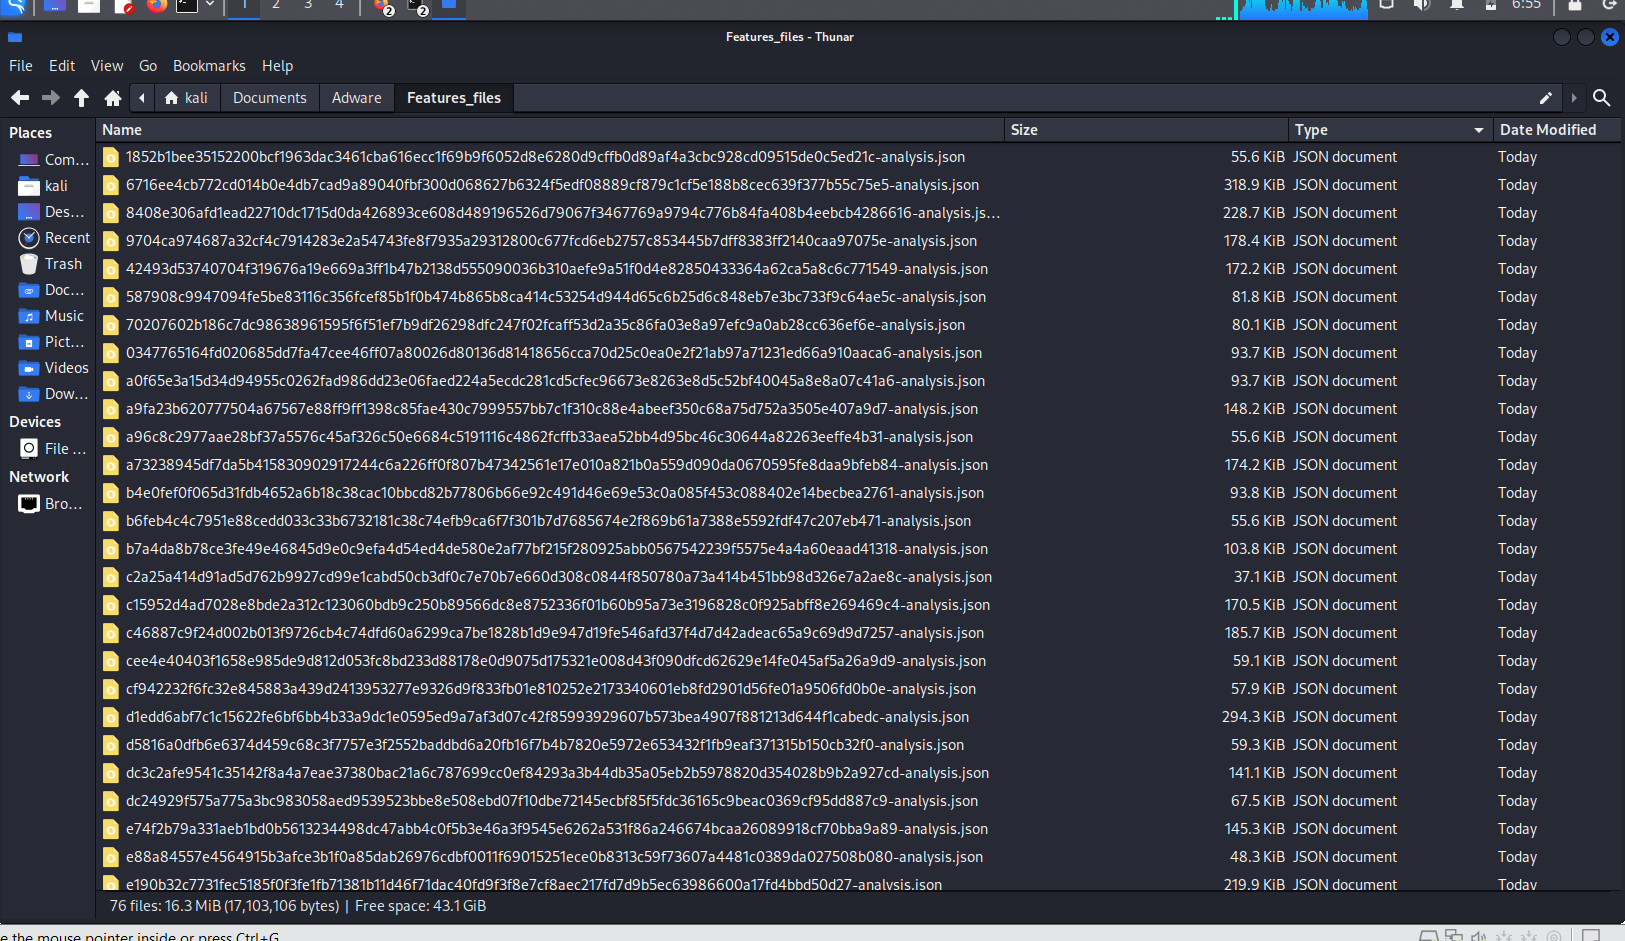 1 2 3 4 2 2 6:55
Features_files - Thunar
File Edit View Go Bookmarks Help
kali Documents Adware Features_files
Places
Com...
kali
Des...
Recent
Trash
Doc...
Music
Pict...
Videos
Dow...
Devices
File ...
Network
Bro...
Name Size Type Date Modified
1852b1bee35152200bcf1963dac3461cba616ecc1f69b9f6052d8e6280d9cffb0d89af4a3cbc928cd09515de0c5ed21c-analysis.json 55.6 KiB JSON document Today
6716ee4cb772cd014b0e4db7cad9a89040fbf300d068627b6324f5edf08889cf879c1cf5e188b8cec639f377b55c75e5-analysis.json 318.9 KiB JSON document Today
8408e306afd1ead22710dc1715d0da426893ce608d489196526d79067f3467769a9794c776b84fa408b4eebcb4286616-analysis.js... 228.7 KiB JSON document Today
9704ca974687a32cf4c7914283e2a54743fe8f7935a29312800c677fcd6eb2757c853445b7dff8383ff2140caa97075e-analysis.json 178.4 KiB JSON document Today
42493d53740704f319676a19e669a3ff1b47b2138d555090036b310aefe9a51f0d4e82850433364a62ca5a8c6c771549-analysis.json 172.2 KiB JSON document Today
587908c9947094fe5be83116c356fcef85b1f0b474b865b8ca414c53254d944d65c6b25d6c848eb7e3bc733f9c64ae5c-analysis.json 81.8 KiB JSON document Today
70207602b186c7dc98638961595f6f51ef7b9df26298dfc247f02fcaff53d2a35c86fa03e8a97efc9a0ab28cc636ef6e-analysis.json 80.1 KiB JSON document Today
0347765164fd020685dd7fa47cee46ff07a80026d80136d81418656cca70d25c0ea0e2f21ab97a71231ed66a910aaca6-analysis.json 93.7 KiB JSON document Today
a0f65e3a15d34d94955c0262fad986dd23e06faed224a5ecdc281cd5cfec96673e8263e8d5c52bf40045a8e8a07c41a6-analysis.json 93.7 KiB JSON document Today
a9fa23b620777504a67567e88ff9ff1398c85fae430c7999557bb7c1f310c88e4abeef350c68a75d752a3505e407a9d7-analysis.json 148.2 KiB JSON document Today
a96c8c2977aae28bf37a5576c45af326c50e6684c5191116c4862fcffb33aea52bb4d95bc46c30644a82263eeffe4b31-analysis.json 55.6 KiB JSON document Today
a73238945df7da5b415830902917244c6a226ff0f807b47342561e17e010a821b0a559d090da0670595fe8daa9bfeb84-analysis.json 174.2 KiB JSON document Today
b4e0fef0f065d31fdb4652a6b18c38cac10bbcd82b77806b66e92c491d46e69e53c0a085f453c088402e14becbea2761-analysis.json 93.8 KiB JSON document Today
b6feb4c4c7951e88cedd033c33b6732181c38c74efb9ca6f7f301b7d7685674e2f869b61a7388e5592fdf47c207eb471-analysis.json 55.6 KiB JSON document Today
b7a4da8b78ce3fe49e46845d9e0c9efa4d54ed4de580e2af77bf215f280925abb0567542239f5575e4a4a60eaad41318-analysis.json 103.8 KiB JSON document Today
c2a25a414d91ad5d762b9927cd99e1cabd50cb3df0c7e70b7e660d308c0844f850780a73a414b451bb98d326e7a2ae8c-analysis.json 37.1 KiB JSON document Today
c15952d4ad7028e8bde2a312c123060bdb9c250b89566dc8e8752336f01b60b95a73e3196828c0f925abff8e269469c4-analysis.json 170.5 KiB JSON document Today
c46887c9f24d002b013f9726cb4c74dfd60a6299ca7be1828b1d9e947d19fe546afd37f4d7d42adeac65a9c69d9d7257-analysis.json 185.7 KiB JSON document Today
cee4e40403f1658e985de9d812d053fc8bd233d88178e0d9075d175321e008d43f090dfcd62629e14fe045af5a26a9d9-analysis.json 59.1 KiB JSON document Today
cf942232f6fc32e845883a439d2413953277e9326d9f833fb01e810252e2173340601eb8fd2901d56fe01a9506fd0b0e-analysis.json 57.9 KiB JSON document Today
d1edd6abf7c1c15622fe6bf6bb4b33a9dc1e0595ed9a7af3d07c42f85993929607b573bea4907f881213d644f1cabedc-analysis.json 294.3 KiB JSON document Today
d5816a0dfb6e6374d459c68c3f7757e3f2552baddbd6a20fb16f7b4b7820e5972e653432f1fb9eaf371315b150cb32f0-analysis.json 59.3 KiB JSON document Today
dc3c2afe9541c35142f8a4a7eae37380bac21a6c787699cc0ef84293a3b44db35a05eb2b5978820d354028b9b2a927cd-analysis.json 141.1 KiB JSON document Today
dc24929f575a775a3bc983058aed9539523bbe8e508ebd07f10dbe72145ecbf85f5fdc36165c9beac0369cf95dd887c9-analysis.json 67.5 KiB JSON document Today
e74f2b79a331aeb1bd0b5613234498dc47abb4c0f5b3e46a3f9545e6262a531f86a246674bcaa26089918cf70bba9a89-analysis.json 145.3 KiB JSON document Today
e88a84557e4564915b3afce3b1f0a85dab26976cdbf0011f69015251ece0b8313c59f73607a4481c0389da027508b080-analysis.json 48.3 KiB JSON document Today
e190b32c7731fec5185f0f3fe1fb71381b11d46f71dac40fd9f3f8e7cf8aec217fd7d9b5ec63986600a17fd4bbd50d27-analysis.json 219.9 KiB JSON document Today
76 files: 16.3 MiB (17,103,106 bytes) | Free space: 43.1 GiB
e the mouse pointer inside or press Ctrl+G.